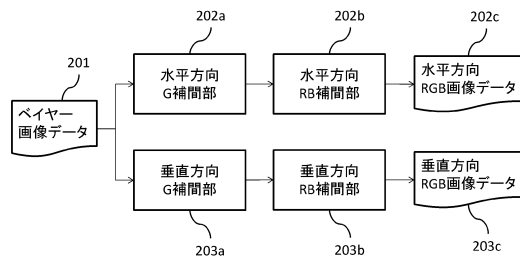 202a
202b
202c
201
水平方向
G補間部
水平方向
RB補間部
水平方向
RGB画像データ
ベイヤー
画像データ
垂直方向
G補間部
垂直方向
RB補間部
垂直方向
RGB画像データ
203a
203b
203c